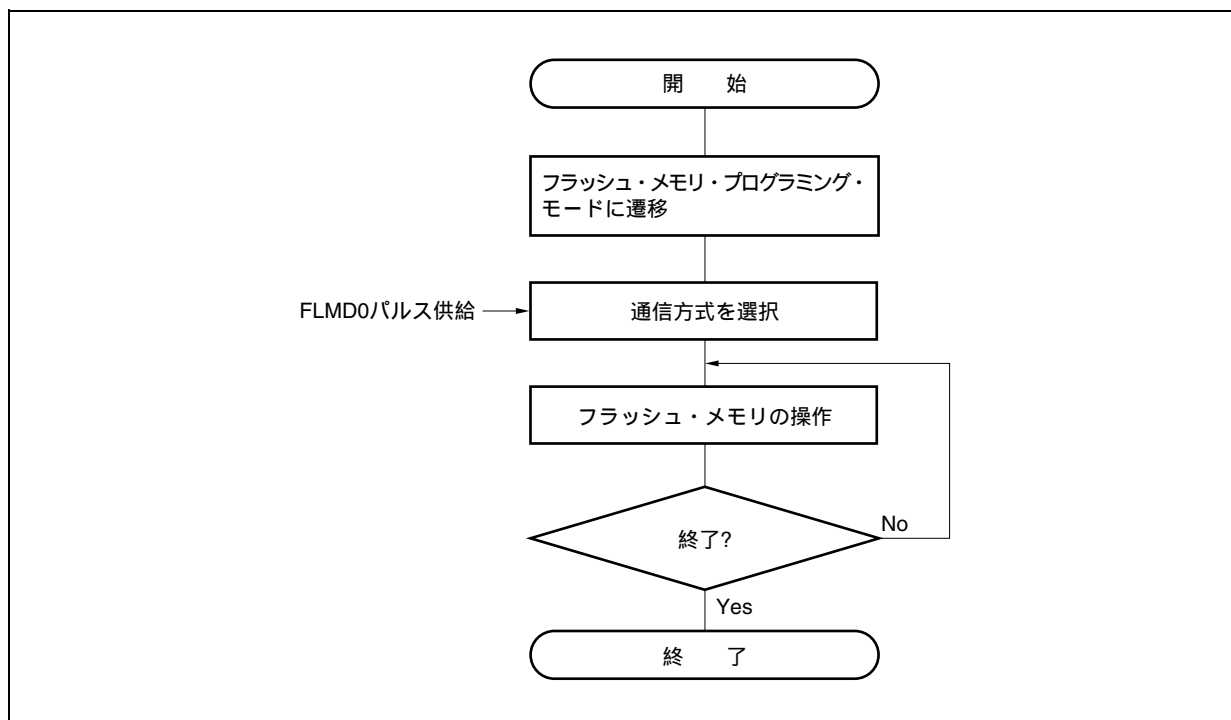 開　　始
フラッシュ・メモリ・プログラミング・
モードに遷移
FLMD0パルス供給
通信方式を選択
フラッシュ・メモリの操作
終了?
No
Yes
終　　了